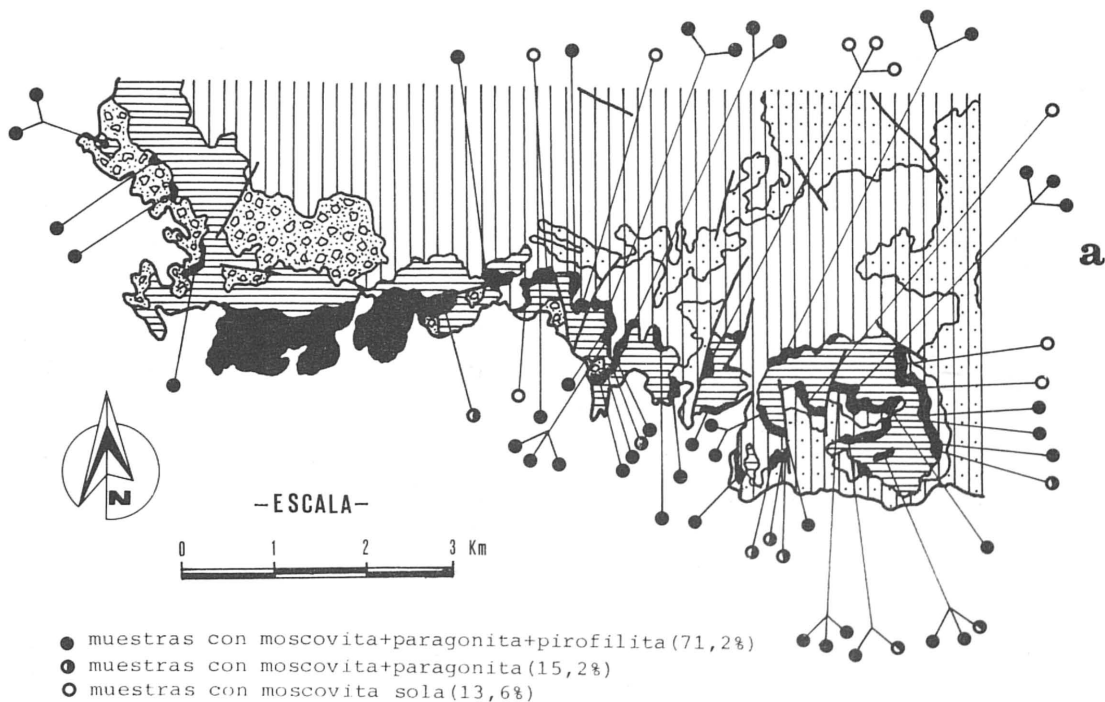 a
N
-ESCALA-
0 1 2 3 Km
muestras con moscovita+paragonita+pirofilita(71,2%)
muestras con moscovita+paragonita(15,2%)
muestras con moscovita sola(13,6%)